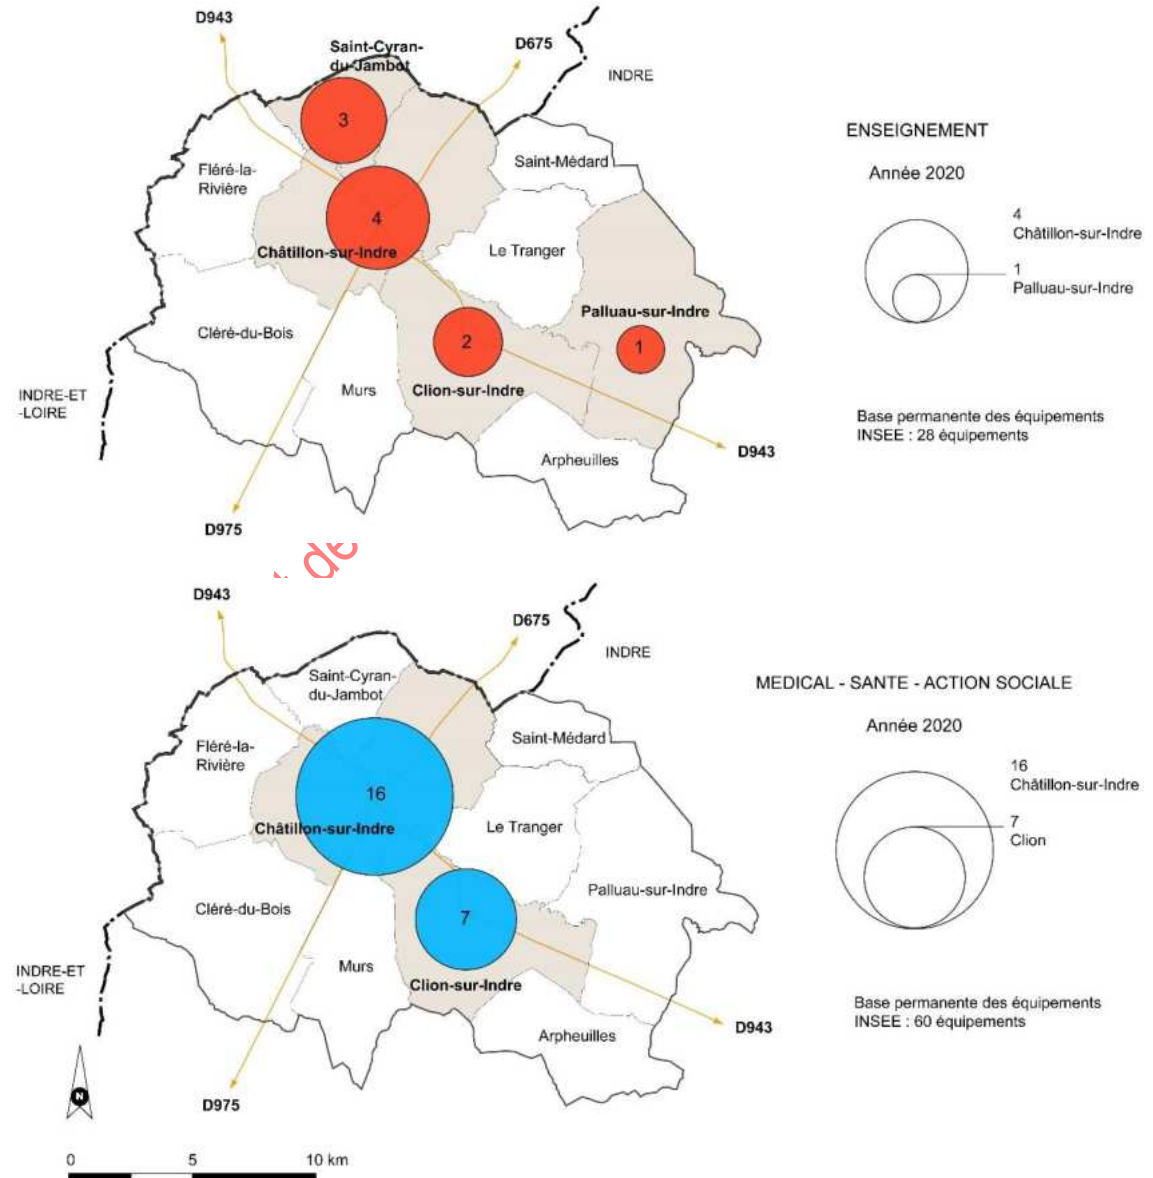 D943
Saint-Cyran-
du-Jambot
D675
INDRE
3
Fléré-la-
Rivière
Saint-Médard
4
Châtillon-sur-Indre
Le Tranger
Cléré-du-Bois
Palluau-sur-Indre
2
1
INDRE-ET
-LOIRE
Murs
Clion-sur-Indre
D943
Arpheuilles
D975
ENSEIGNEMENT
Année 2020
4
Châtillon-sur-Indre
1
Palluau-sur-Indre
Base permanente des équipements
INSEE : 28 équipements
de
D943
D675
INDRE
Saint-Cyran-
du-Jambot
Fléré-la-
Rivière
Saint-Médard
16
Châtillon-sur-Indre
Le Tranger
Palluau-sur-Indre
Cléré-du-Bois
7
INDRE-ET
-LOIRE
Murs
Clion-sur-Indre
D943
Arpheuilles
D975
MEDICAL - SANTE - ACTION SOCIALE
Année 2020
16
Châtillon-sur-Indre
7
Clion
Base permanente des équipements
INSEE : 60 équipements
N
0 5 10 km